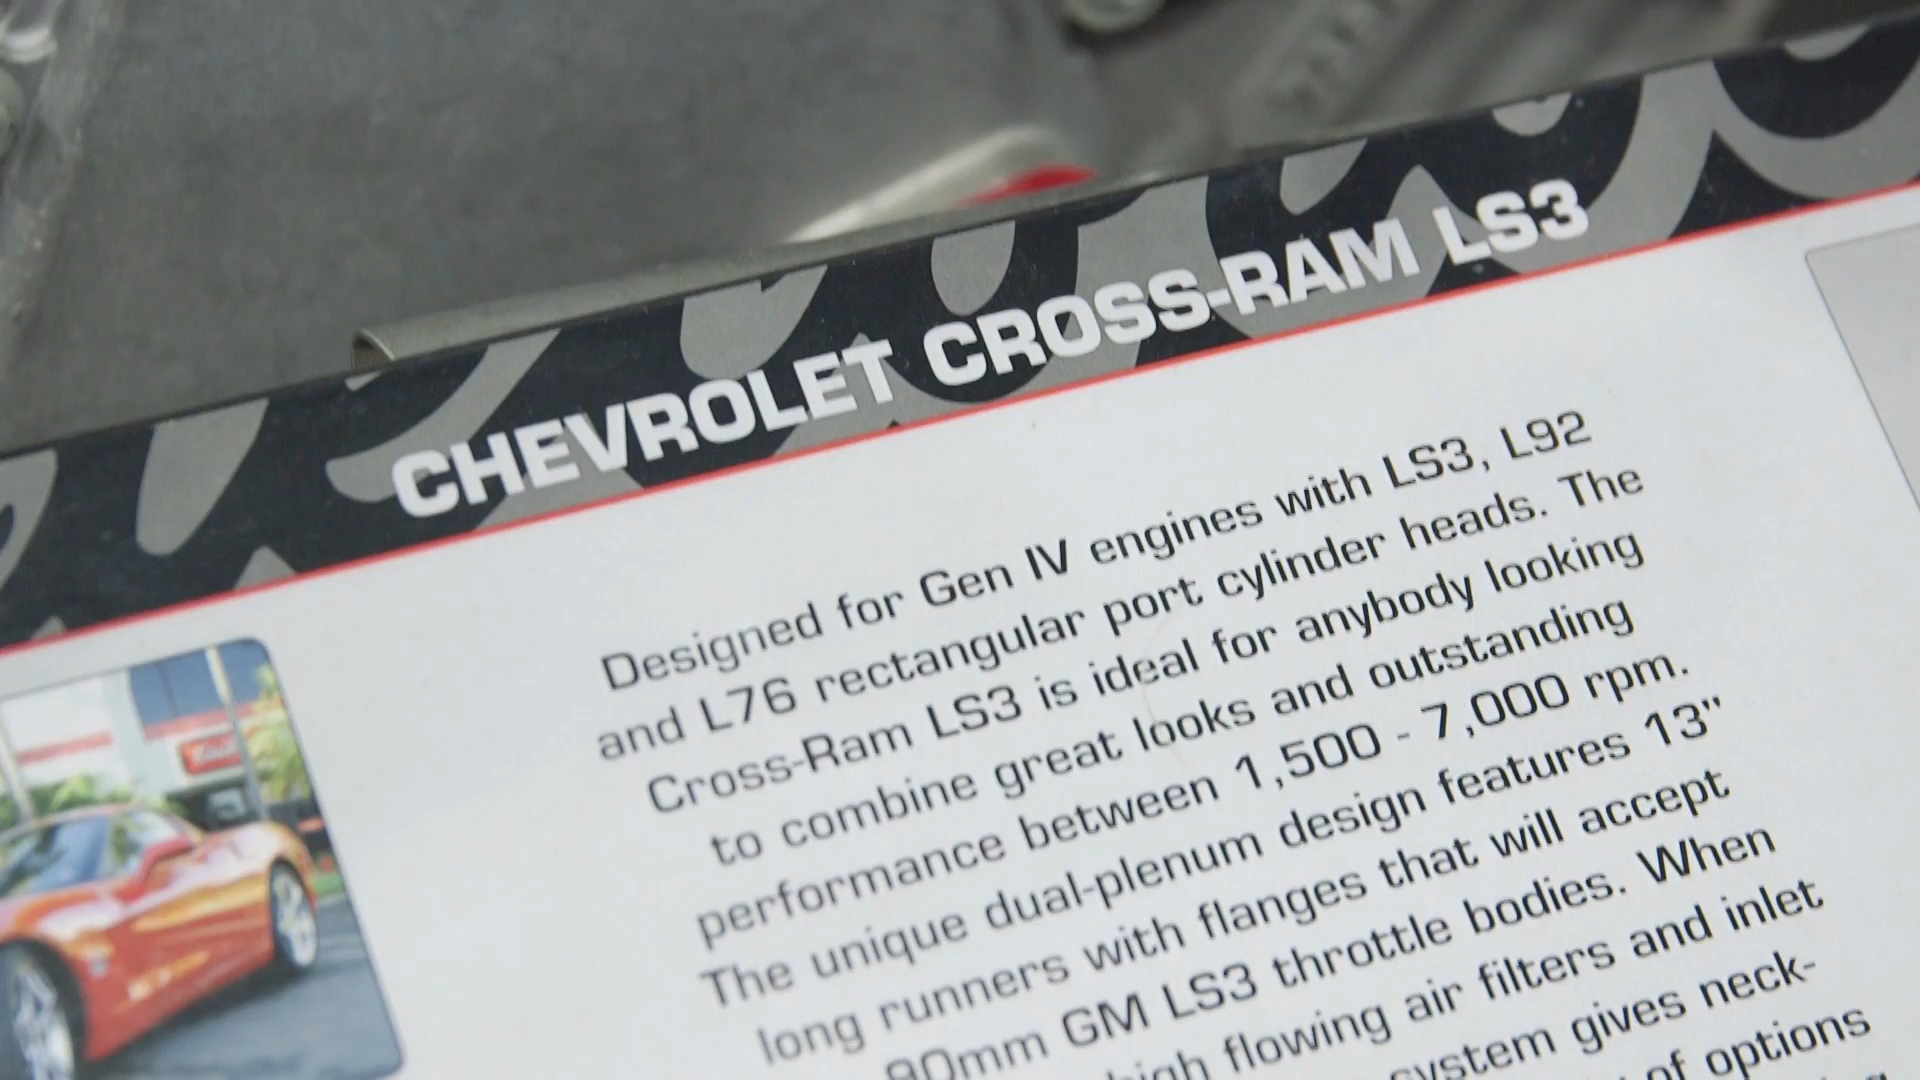 CHEVROLET CROSS-RAM LS3
Designed for Gen IV engines with LS3, L92
and L76 rectangular port cylinder heads. The
Cross-Ram LS3 is ideal for anybody looking
to combine great looks and outstanding
performance between 1,500 - 7,000 rpm.
The unique dual-plenum design features 13"
long runners with flanges that will accept
90mm GM LS3 throttle bodies. When
high flowing air filters and inlet
system gives neck-
of options